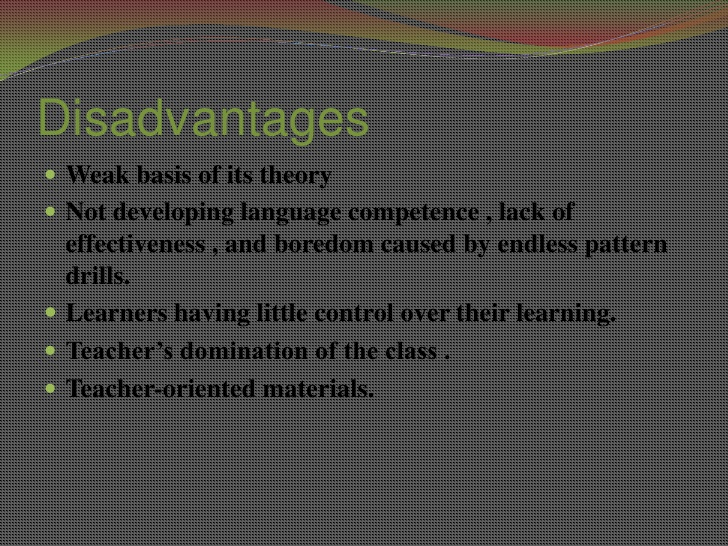 Disadvantages
Weak basis of its theory
Not developing language competence , lack of
effectiveness , and boredom caused by endless pattern
drills.
Learners having little control over their learning.
Teacher’s domination of the class .
Teacher-oriented materials.